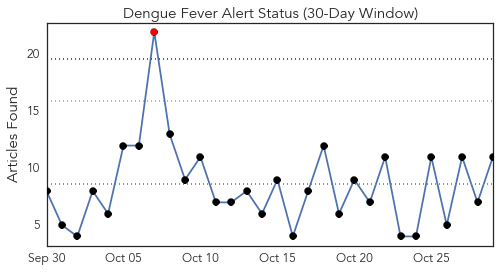 Dengue Fever Alert Status (30-Day Window)
20
15
10
5
Articles Found
Sep 30 Oct 05 Oct 10 Oct 15 Oct 20 Oct 25